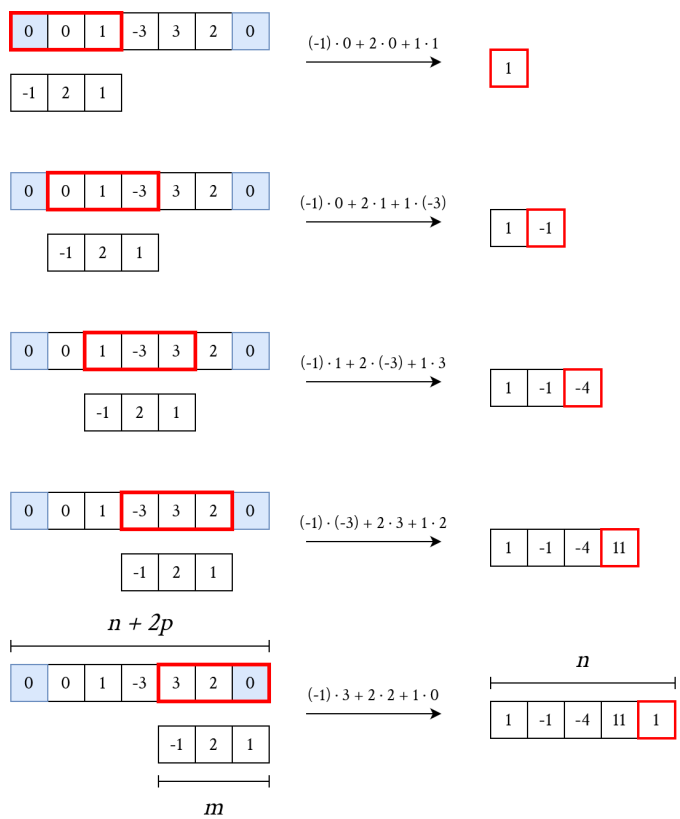 0 0 1 -3 3 2 0
(-1) · 0 + 2 · 0 + 1 · 1
1
-1 2 1
0 0 1 -3 3 2 0
(-1) · 0 + 2 · 1 + 1 · (-3)
1 -1
-1 2 1
0 0 1 -3 3 2 0
(-1) · 1 + 2 · (-3) + 1 · 3
1 -1 -4
-1 2 1
0 0 1 -3 3 2 0
(-1) · (-3) + 2 · 3 + 1 · 2
1 -1 -4 11
-1 2 1
n + 2p
n
0 0 1 -3 3 2 0
(-1) · 3 + 2 · 2 + 1 · 0
1 -1 -4 11 1
-1 2 1
m